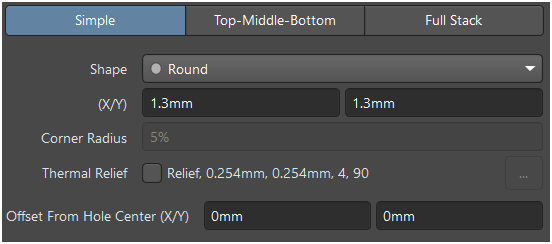 Simple Top-Middle-Bottom Full Stack
Shape Round
(X/Y) 1.3mm 1.3mm
Corner Radius 5%
Thermal Relief Relief, 0.254mm, 0.254mm, 4, 90 ...
Offset From Hole Center (X/Y) 0mm 0mm